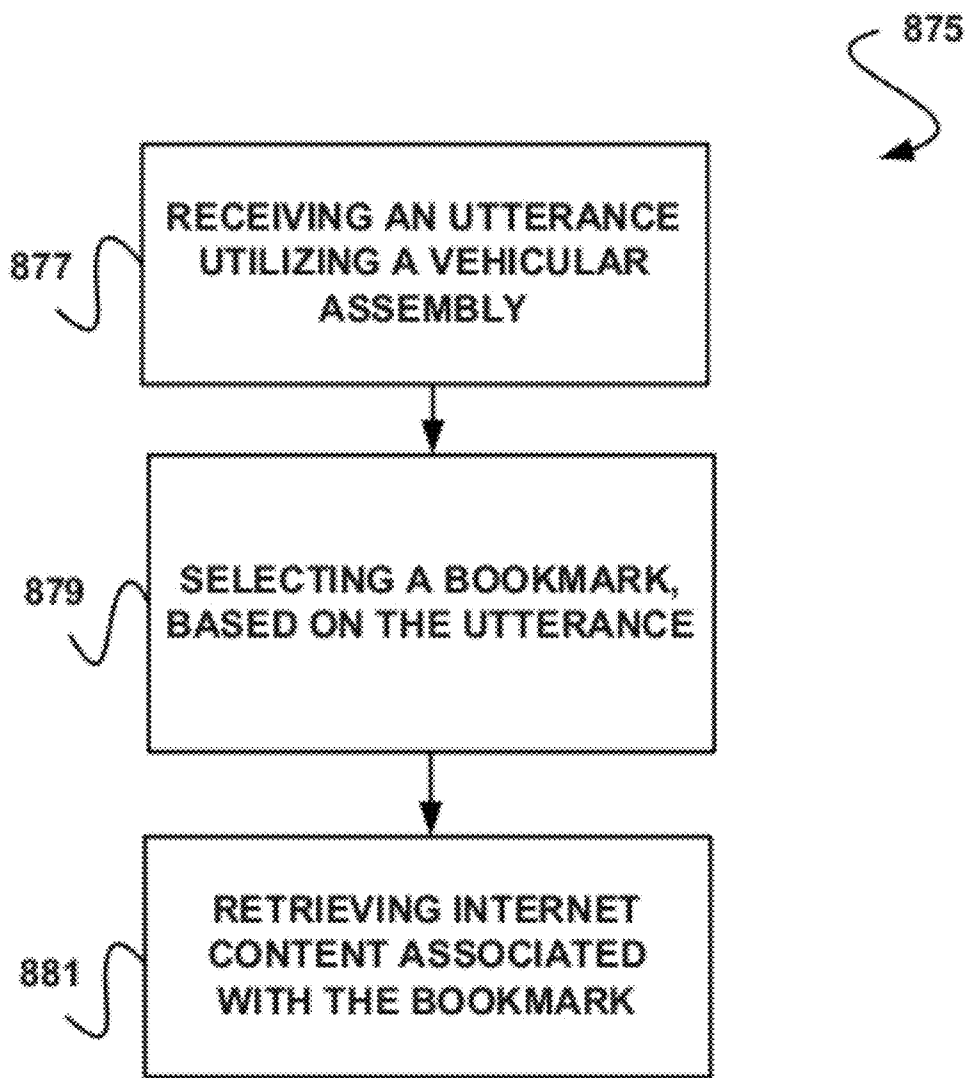 875
RECEIVING AN UTTERANCE
UTILIZING A VEHICULAR
ASSEMBLY
877
SELECTING A BOOKMARK,
BASED ON THE UTTERANCE
879
RETRIEVING INTERNET
CONTENT ASSOCIATED
WITH THE BOOKMARK
881